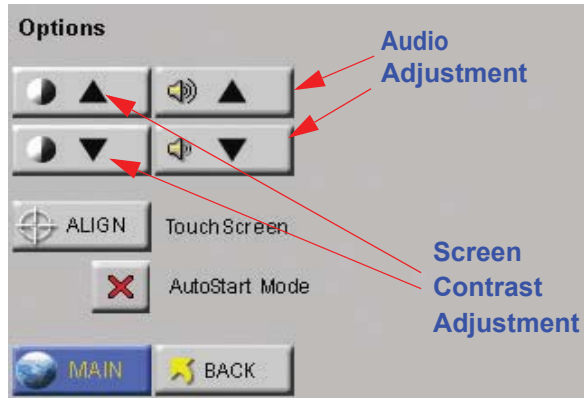 Options
Audio
Adjustment
ALIGN
TouchScreen
AutoStart Mode
Screen
Contrast
Adjustment
MAIN
BACK